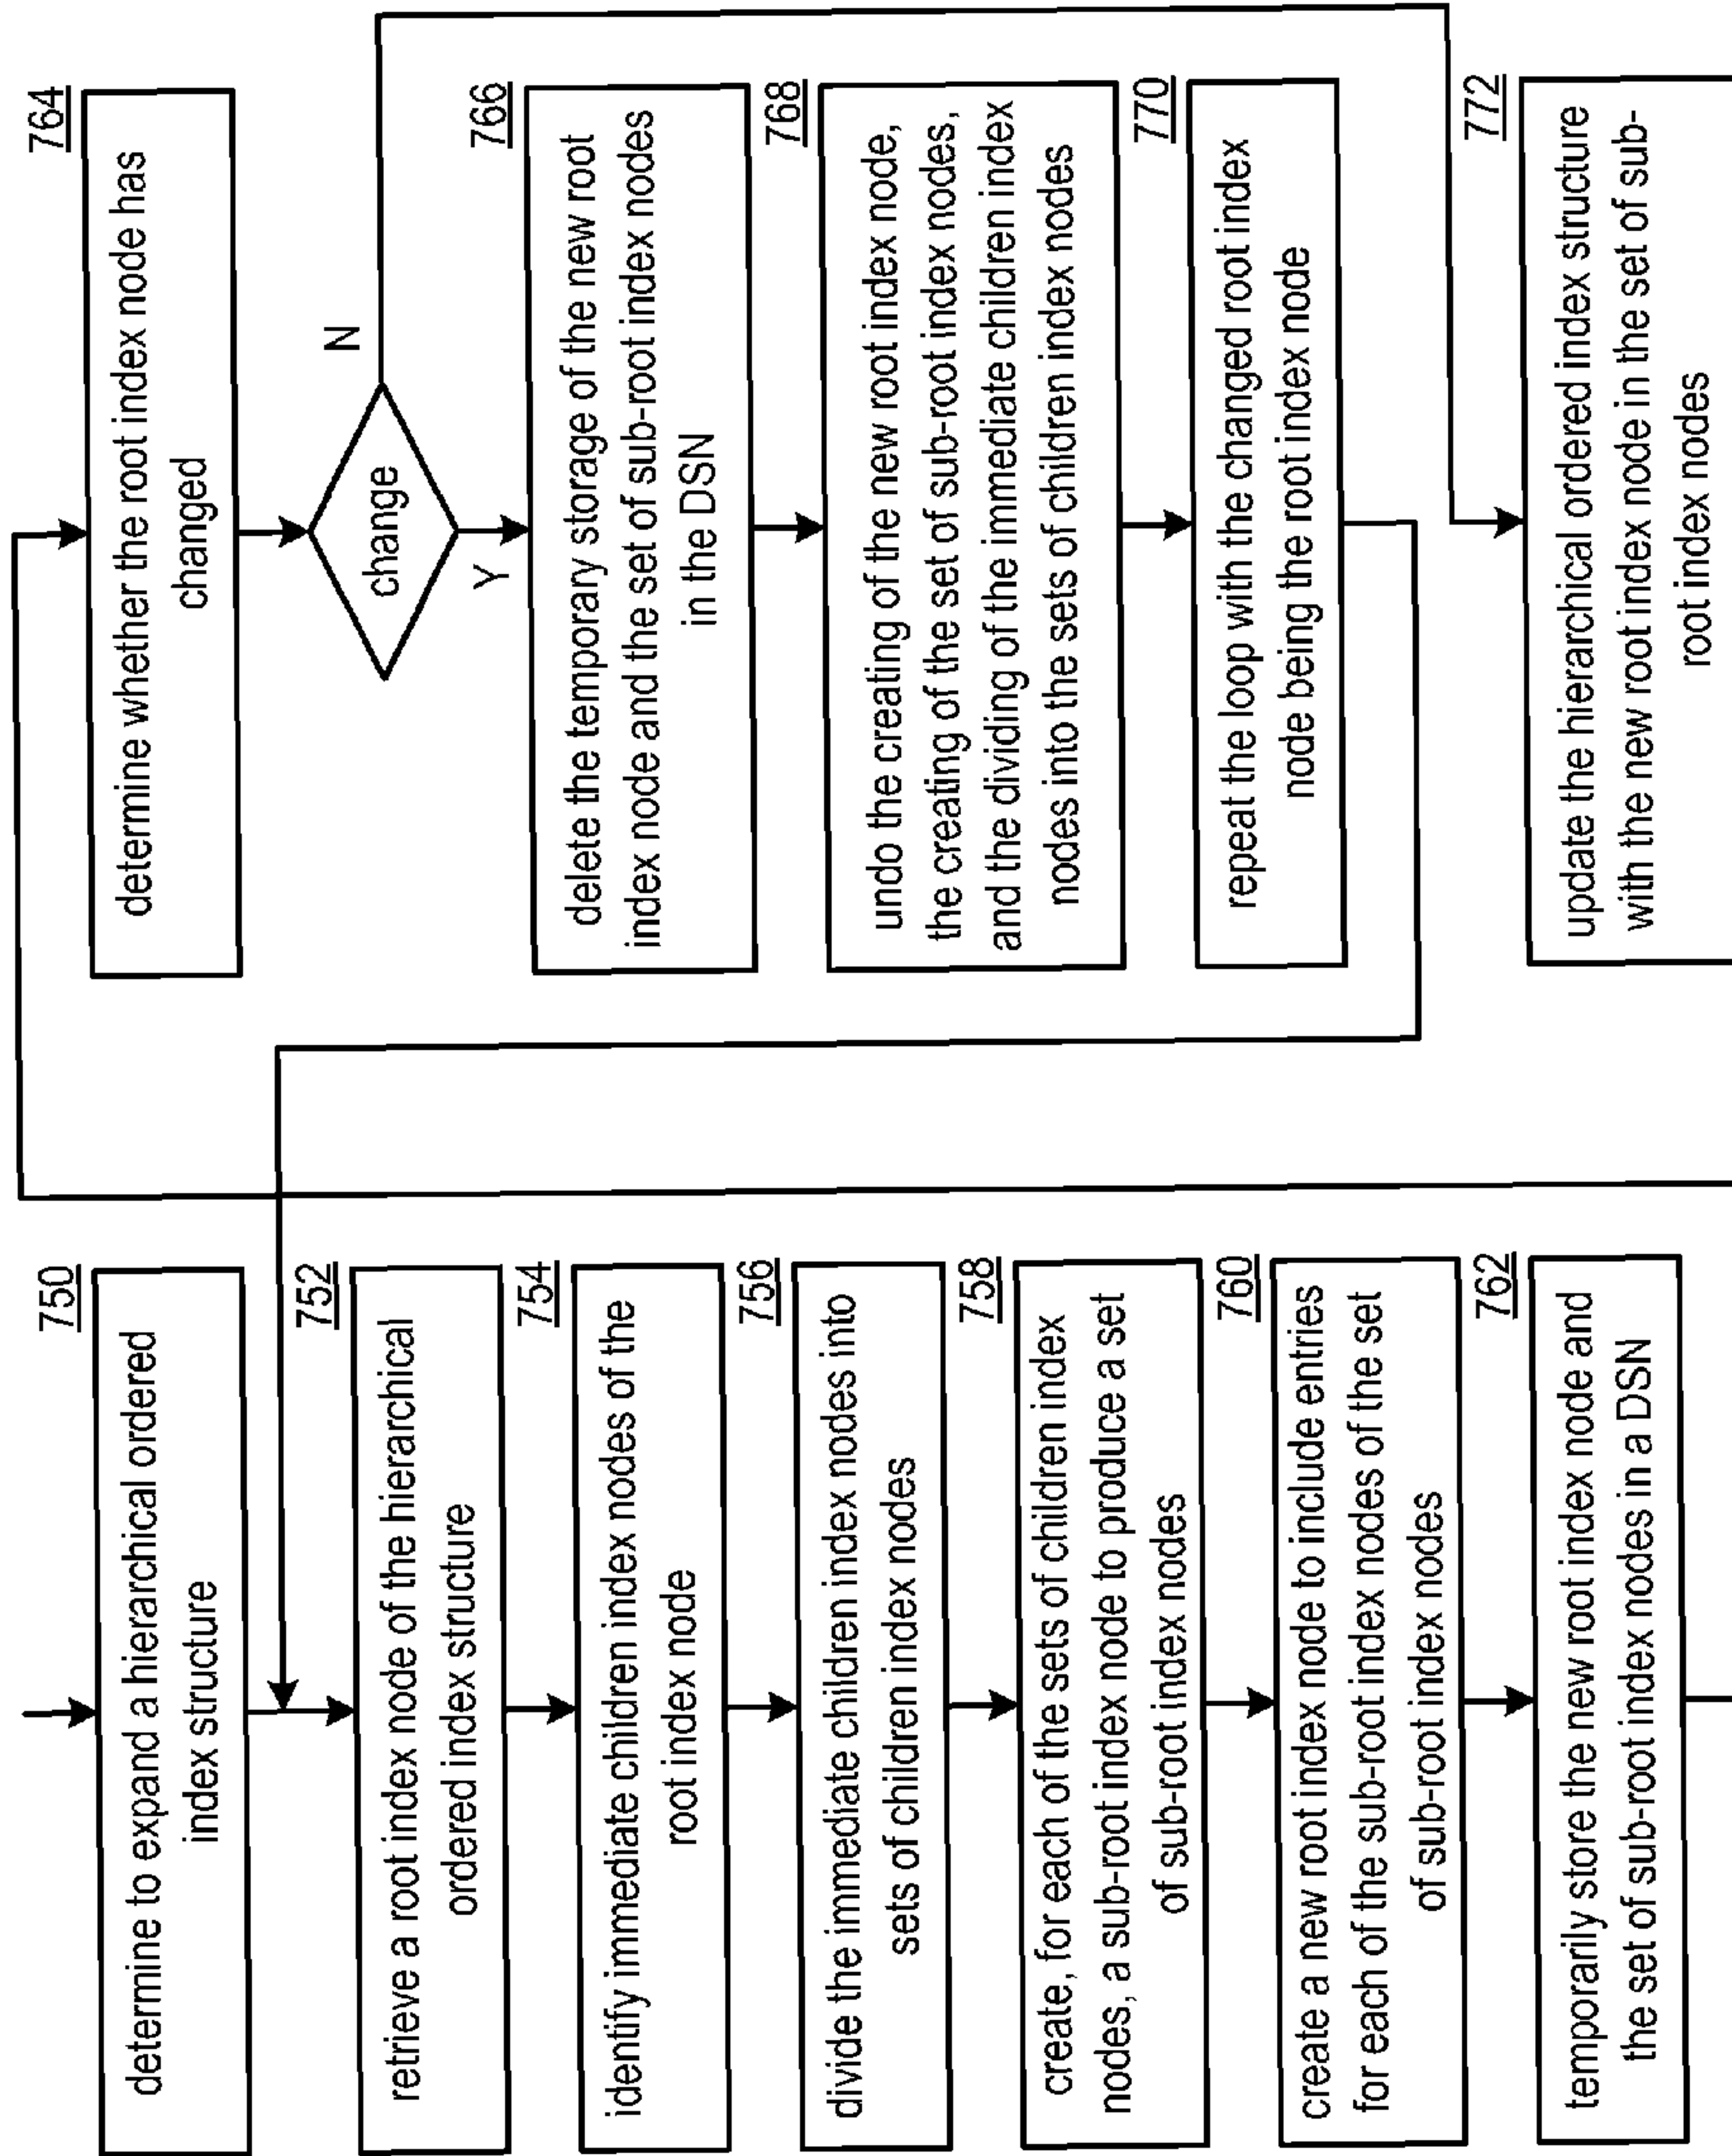 750
determine to expand a hierarchical ordered
index structure
752
retrieve a root index node of the hierarchical
ordered index structure
754
identify immediate children index nodes of the
root index node
756
divide the immediate children index nodes into
sets of children index nodes
758
create, for each of the sets of children index
nodes, a sub-root index node to produce a set
of sub-root index nodes
760
create a new root index node to include entries
for each of the sub-root index nodes of the set
of sub-root index nodes
762
temporarily store the new root index node and
the set of sub-root index nodes in a DSN
764
determine whether the root index node has
changed
change
N
Y
766
delete the temporary storage of the new root
index node and the set of sub-root index nodes
in the DSN
768
undo the creating of the new root index node,
the creating of the set of sub-root index nodes,
and the dividing of the immediate children index
nodes into the sets of children index nodes
770
repeat the loop with the changed root index
node being the root index node
772
update the hierarchical ordered index structure
with the new root index node in the set of sub-
root index nodes